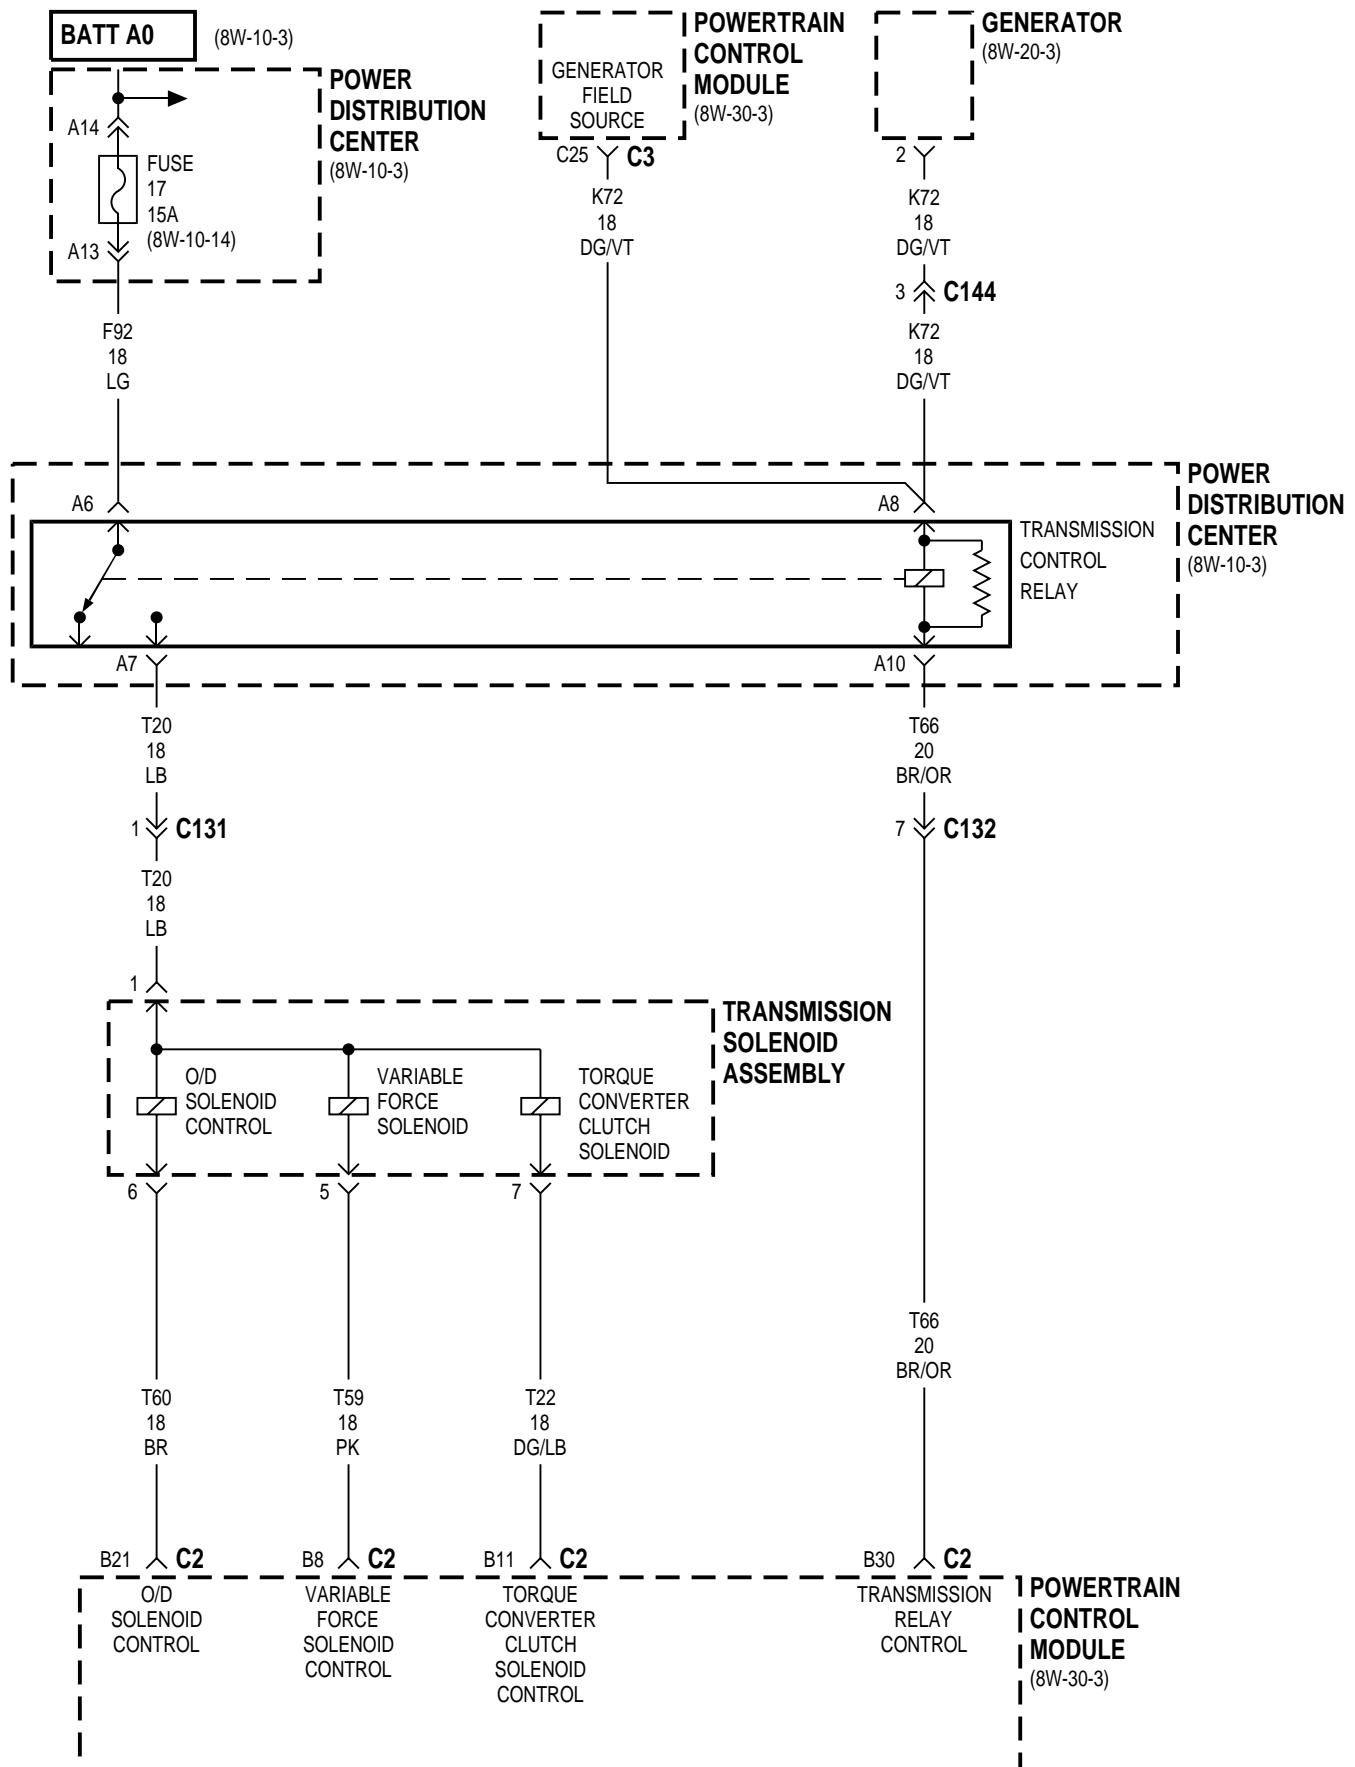 BATT A0
(8W-10-3)
POWER
DISTRIBUTION
CENTER
(8W-10-3)
A14
FUSE
17
15A
(8W-10-14)
A13
F92
18
LG
GENERATOR
FIELD
SOURCE
POWERTRAIN
CONTROL
MODULE
(8W-30-3)
C25
C3
K72
18
DG/VT
GENERATOR
(8W-20-3)
2
K72
18
DG/VT
3
C144
K72
18
DG/VT
A6
A8
TRANSMISSION
CONTROL
RELAY
POWER
DISTRIBUTION
CENTER
(8W-10-3)
A7
A10
T20
18
LB
1
C131
T20
18
LB
1
T66
20
BR/OR
7
C132
TRANSMISSION
SOLENOID
ASSEMBLY
O/D
SOLENOID
CONTROL
VARIABLE
FORCE
SOLENOID
TORQUE
CONVERTER
CLUTCH
SOLENOID
6
5
7
T66
20
BR/OR
T60
18
BR
T59
18
PK
T22
18
DG/LB
B21
C2
B8
C2
B11
C2
B30
C2
O/D
SOLENOID
CONTROL
VARIABLE
FORCE
SOLENOID
CONTROL
TORQUE
CONVERTER
CLUTCH
SOLENOID
CONTROL
TRANSMISSION
RELAY
CONTROL
POWERTRAIN
CONTROL
MODULE
(8W-30-3)